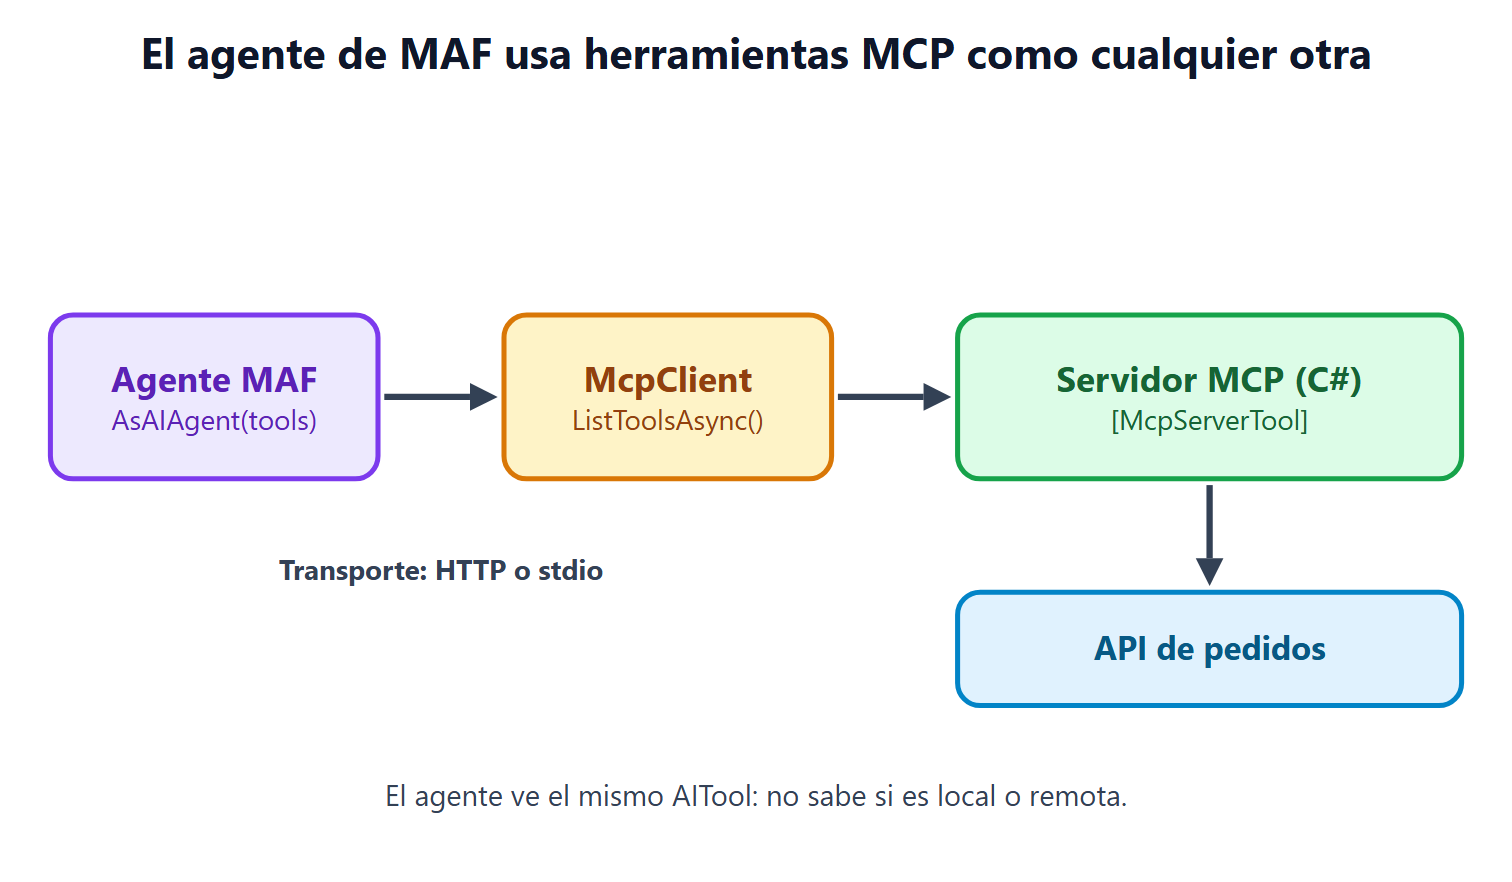 El agente de MAF usa herramientas MCP como cualquier otra
Agente MAF
AsAIAgent(tools)
McpClient
ListToolsAsync()
Servidor MCP (C#)
[McpServerTool]
Transporte: HTTP o stdio
API de pedidos
El agente ve el mismo AITool: no sabe si es local o remota.